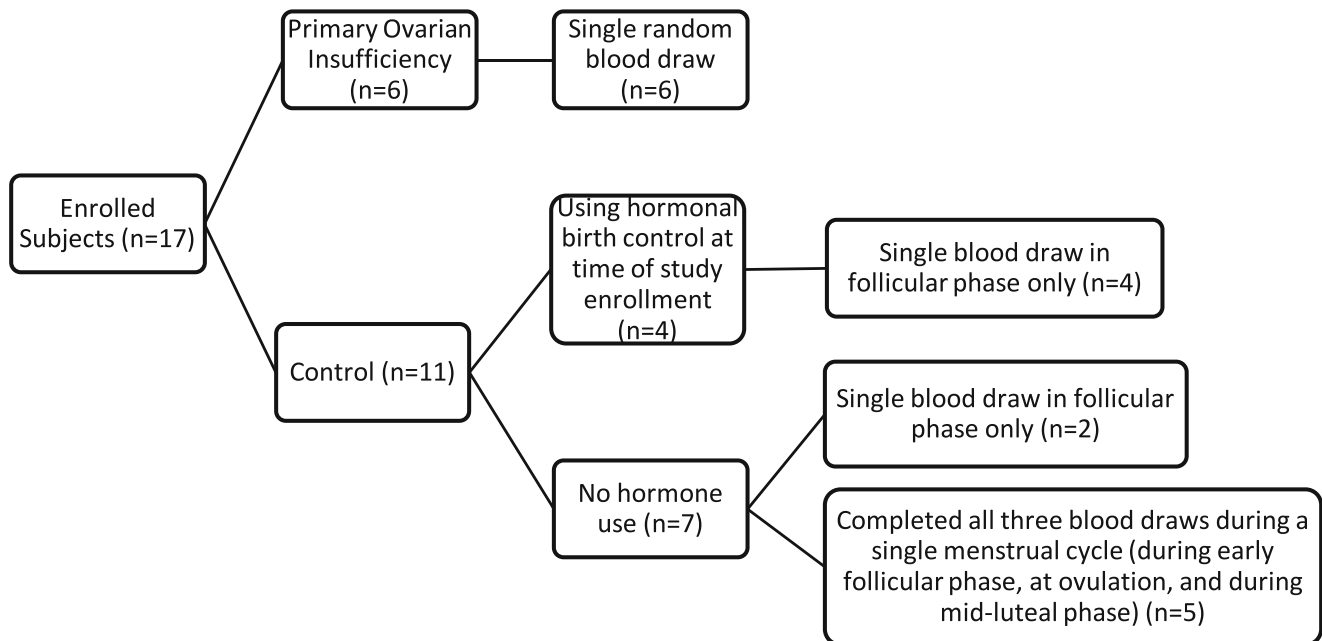 Primary Ovarian
Insufficiency
(n=6)
Single random
blood draw
(n=6)
Enrolled
Subjects (n=17)
Using hormonal
birth control at
time of study
enrollment
(n=4)
Single blood draw in
follicular phase only (n=4)
Control (n=11)
Single blood draw in follicular
phase only (n=2)
No hormone
use (n=7)
Completed all three blood draws during a
single menstrual cycle (during early
follicular phase, at ovulation, and during
mid-luteal phase) (n=5)